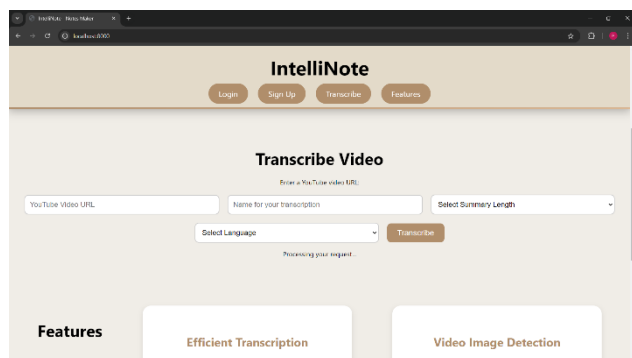 IntelliNote - Notes Maker
localhost:8000
IntelliNote
Login Sign Up Transcribe Features
Transcribe Video
Enter a YouTube video URL:
YouTube Video URL Name for your transcription Select Summary Length
Select Language Transcribe
Processing your request...
Features
Efficient Transcription
Video Image Detection